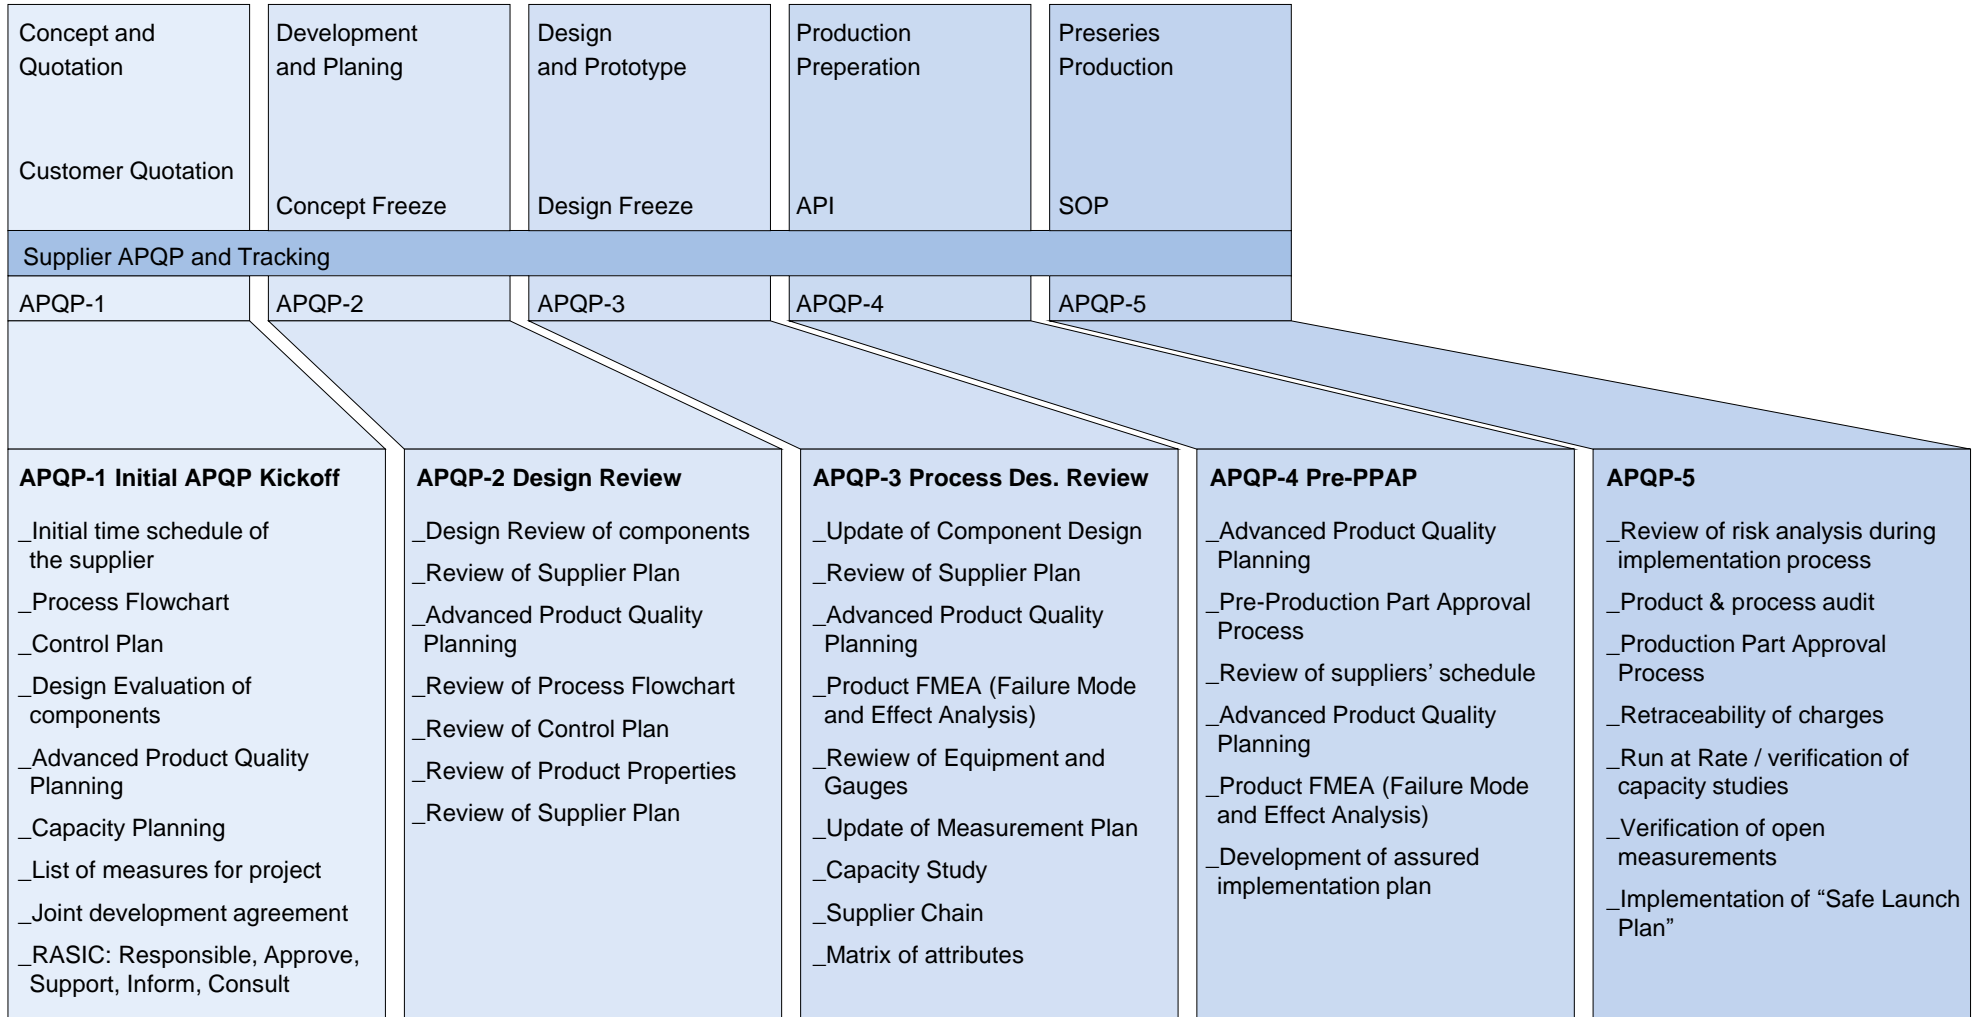 Concept and
Quotation
Customer Quotation
Development
and Planing
Concept Freeze
Design
and Prototype
Design Freeze
Production
Preperation
API
Preseries
Production
SOP
Supplier APQP and Tracking
APQP-1
APQP-2
APQP-3
APQP-4
APQP-5
APQP-1 Initial APQP Kickoff
_Initial time schedule of
the supplier
_Process Flowchart
_Control Plan
_Design Evaluation of
components
_Advanced Product Quality
Planning
_Capacity Planning
_List of measures for project
_Joint development agreement
_RASIC: Responsible, Approve,
Support, Inform, Consult
APQP-2 Design Review
_Design Review of components
_Review of Supplier Plan
_Advanced Product Quality
Planning
_Review of Process Flowchart
_Review of Control Plan
_Review of Product Properties
_Review of Supplier Plan
APQP-3 Process Des. Review
_Update of Component Design
_Review of Supplier Plan
_Advanced Product Quality
Planning
_Product FMEA (Failure Mode
and Effect Analysis)
_Rewiew of Equipment and
Gauges
_Update of Measurement Plan
_Capacity Study
_Supplier Chain
_Matrix of attributes
APQP-4 Pre-PPAP
_Advanced Product Quality
Planning
_Pre-Production Part Approval
Process
_Review of suppliers’ schedule
_Advanced Product Quality
Planning
_Product FMEA (Failure Mode
and Effect Analysis)
_Development of assured
implementation plan
APQP-5
_Review of risk analysis during
implementation process
_Product & process audit
_Production Part Approval
Process
_Retraceability of charges
_Run at Rate / verification of
capacity studies
_Verification of open
measurements
_Implementation of “Safe Launch
Plan”